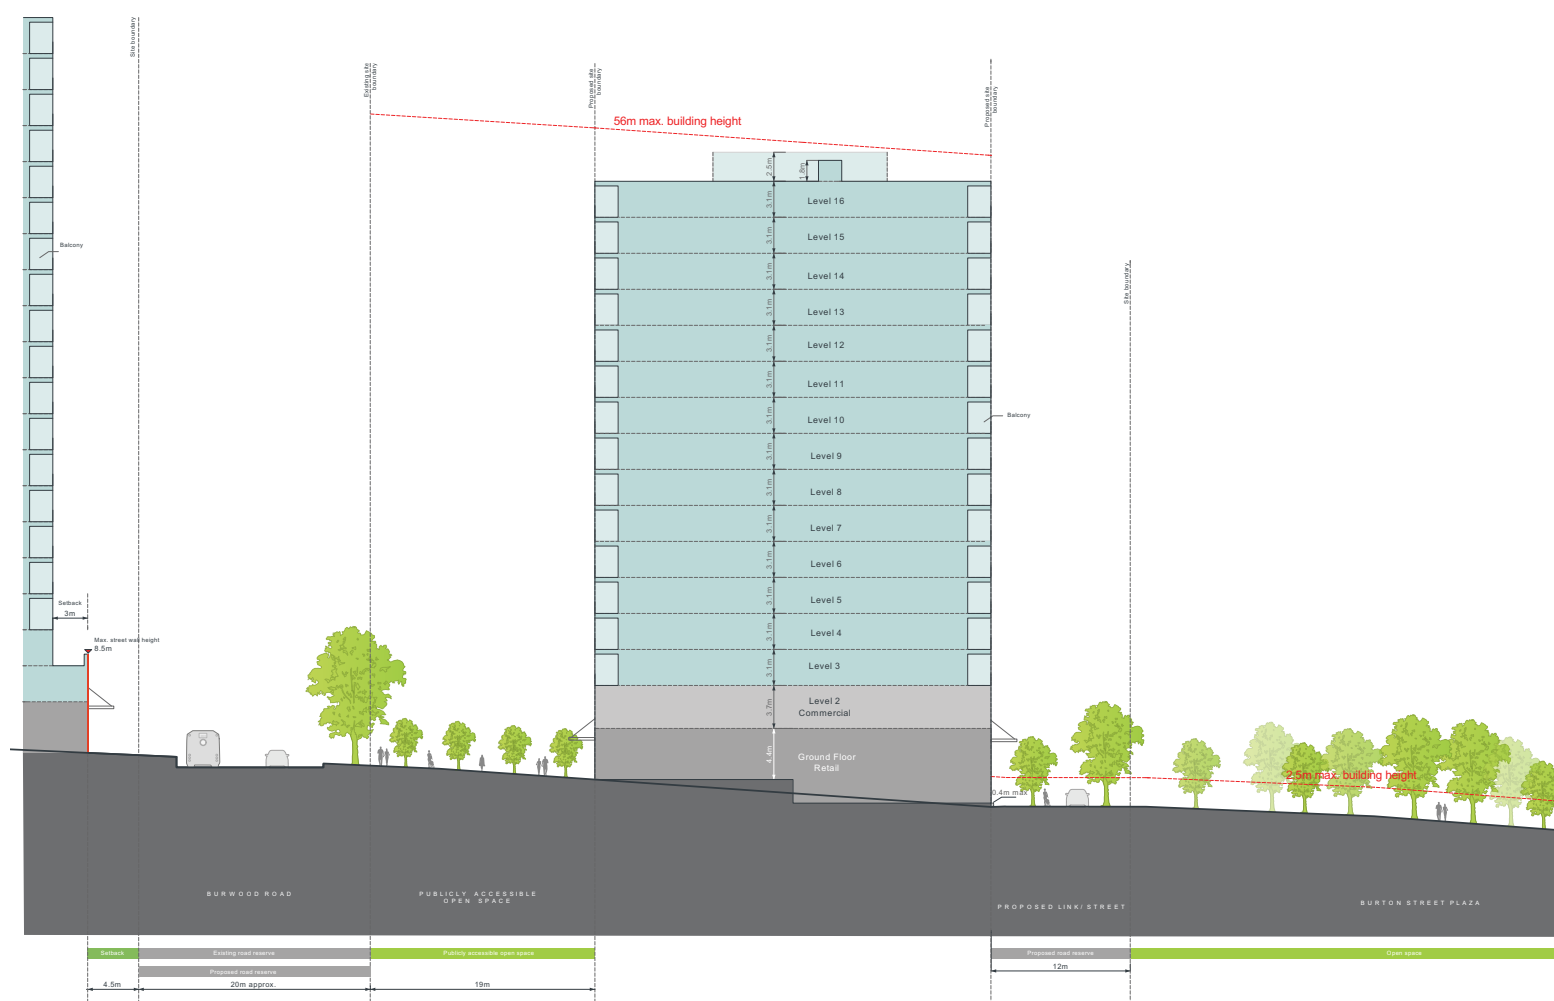 Site boundary
Existing site
boundary
Proposed site
boundary
Proposed site
boundary
56m max. building height
2.5m
1.8m
3.1m
Level 16
3.1m
Level 15
Balcony
3.1m
Level 14
Site boundary
3.1m
Level 13
3.1m
Level 12
3.1m
Level 11
3.1m
Level 10
Balcony
3.1m
Level 9
3.1m
Level 8
3.1m
Level 7
3.1m
Level 6
3.1m
Level 5
Setback
3m
3.1m
Level 4
Max. street wall height
8.5m
3.1m
Level 3
3.7m
Level 2
Commercial
4.4m
Ground Floor
Retail
2.5m max. building height
0.4m max
BURWOOD ROAD
PUBLICLY ACCESSIBLE
OPEN SPACE
PROPOSED LINK/ STREET
BURTON STREET PLAZA
Setback
Existing road reserve
Publicly accessible open space
Proposed road reserve
Open space
Proposed road reserve
12m
4.5m
20m approx.
19m